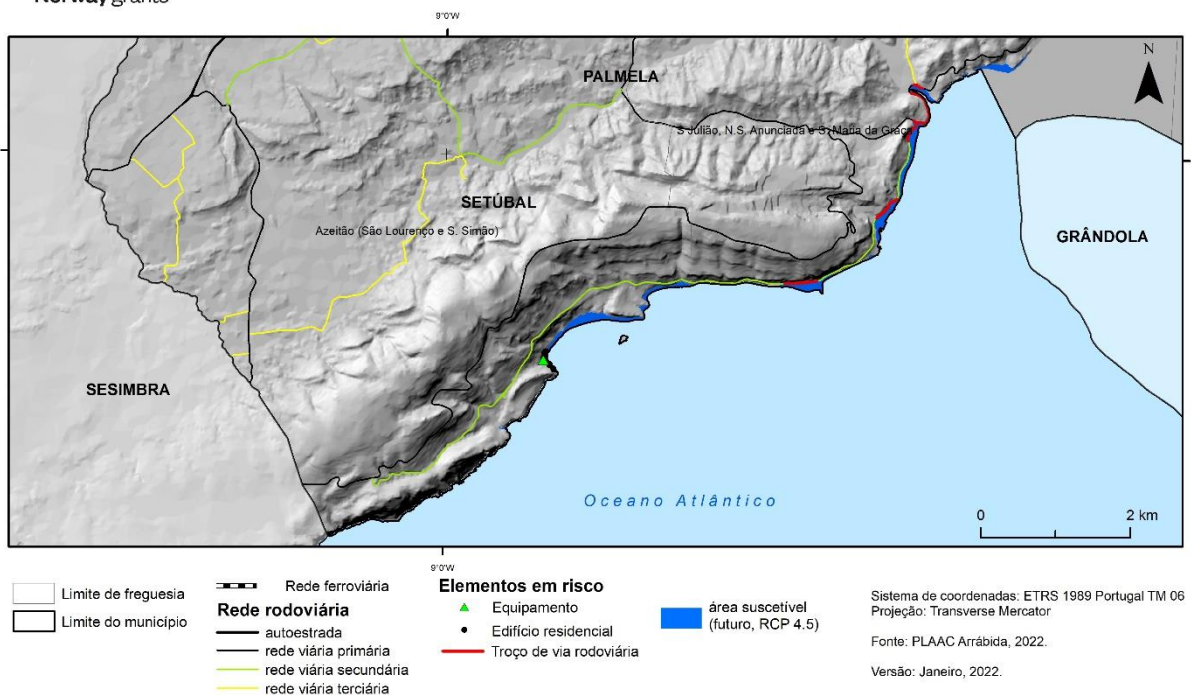 Norway grants
9°0'W
N
PALMELA
S Julião, N.S. Anunciada e S. Maria da Graça
SETÚBAL
Azeitão (São Lourenço e S. Simão)
GRÂNDOLA
SESIMBRA
Oceano Atlântico
0 2 km
9°0'W
Limite de freguesia
Limite do município
Rede ferroviária
Rede rodoviária
autoestrada
rede viária primária
rede viária secundária
rede viária terciária
Elementos em risco
Equipamento
Edifício residencial
Troço de via rodoviária
área suscetível
(futuro, RCP 4.5)
Sistema de coordenadas: ETRS 1989 Portugal TM 06
Projeção: Transverse Mercator
Fonte: PLAAC Arrábida, 2022.
Versão: Janeiro, 2022.